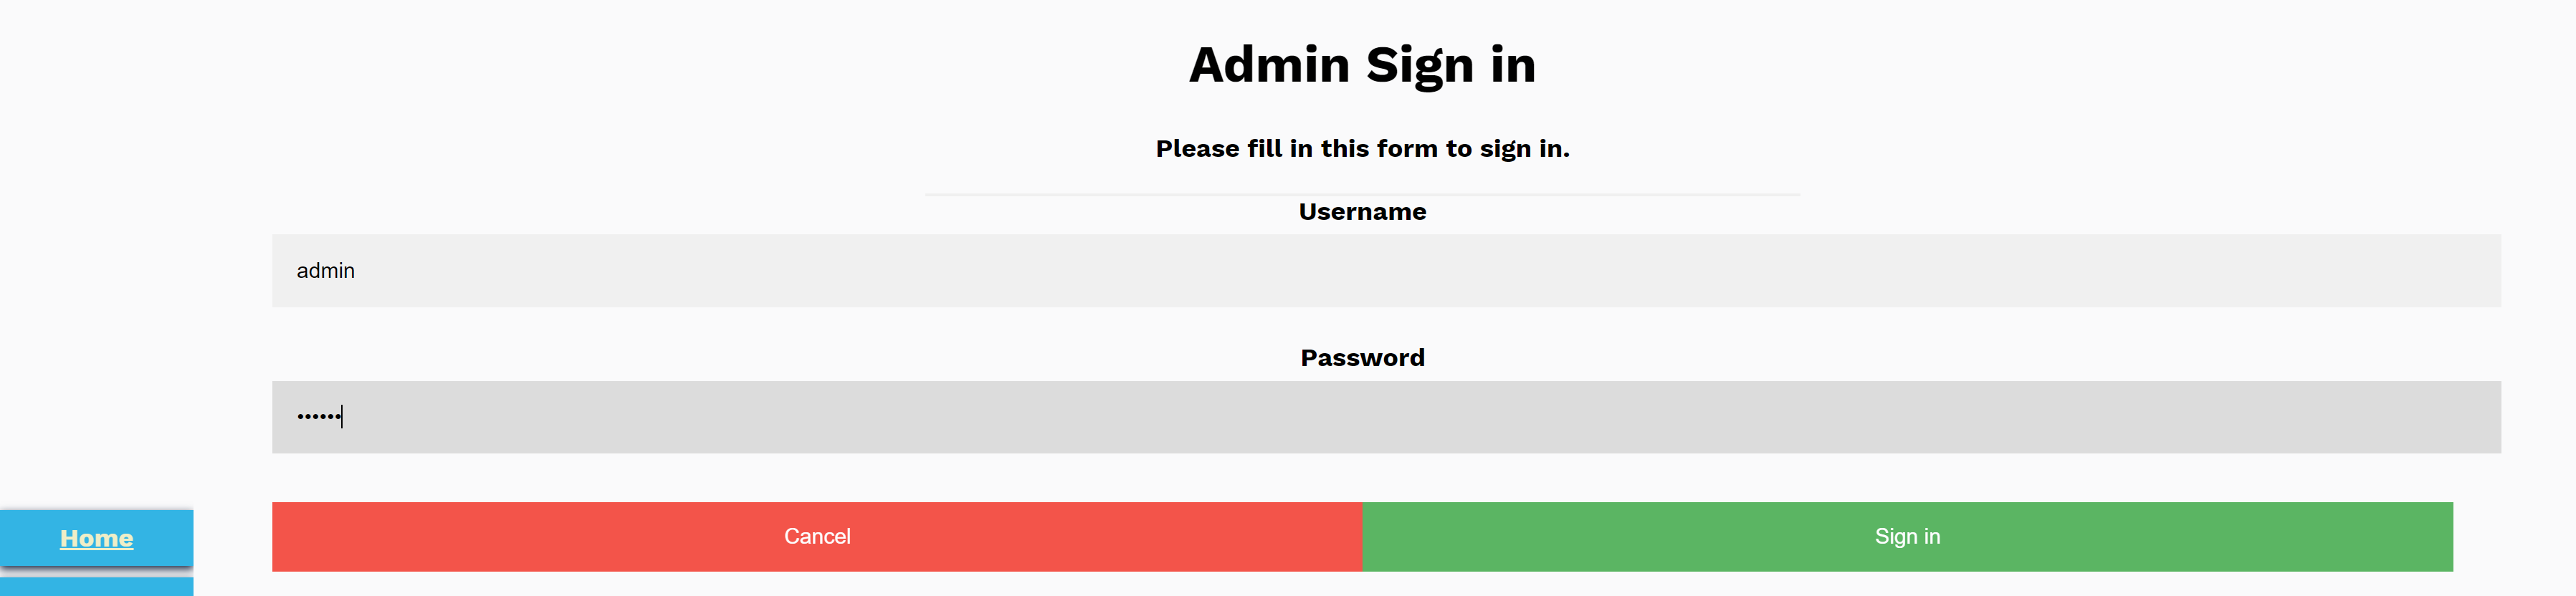 Admin Sign in
Please fill in this form to sign in.
Username
admin
Password
••••••
Home
Cancel
Sign in